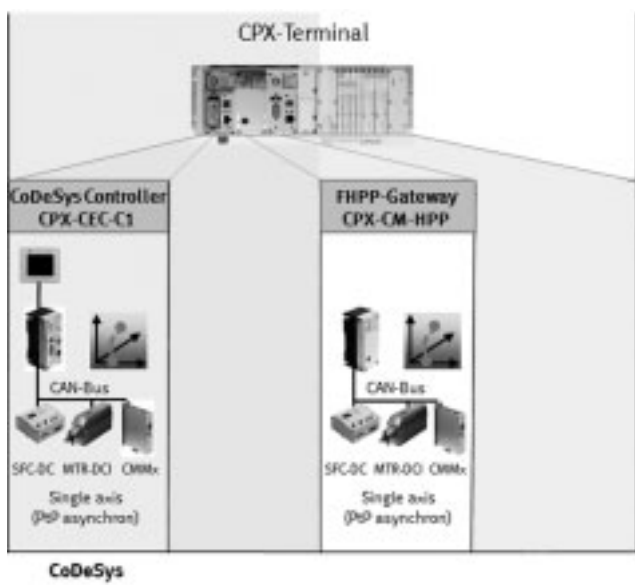 CPX-Terminal
CoDeSys Controller
CPX-CEC-C1
FHPP-Gateway
CPX-CM-HPP
CAN-Bus
SFC-DC MTR-DCI CMMx
Single axis
(PtP asynchron)
CAN-Bus
SFC-DC MTR-DCI CMMx
Single axis
(PtP asynchron)
CoDeSys